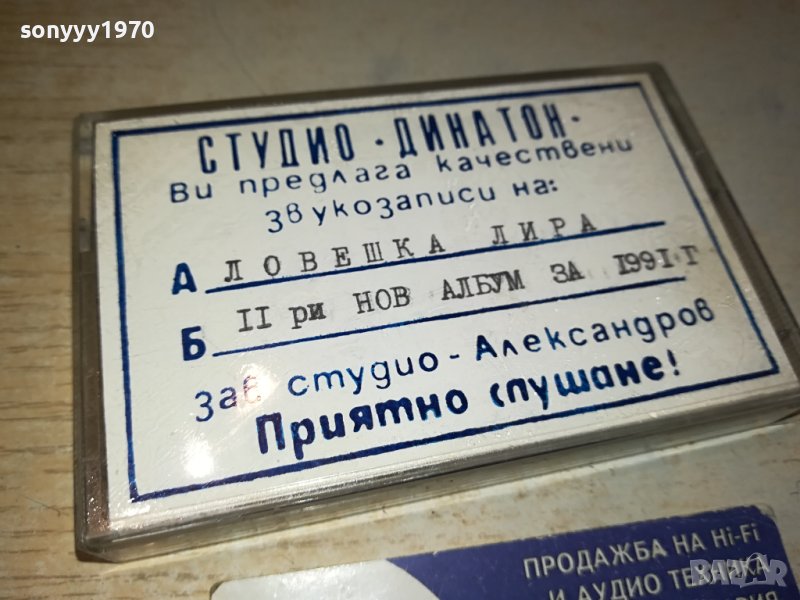 sonyyy1970
СТУДИО · ДИНАТОН ·
Ви предлага качествени
звукозаписи на:
А ЛОВЕШКА ЛИРА
Б II ри НОВ АЛБУМ ЗА 1991 Г
Зав студио - Александров
Приятно слушане!
ПРОДАЖБА НА Hi-Fi
И АУДИО ТЕХНИКА
BAZAR